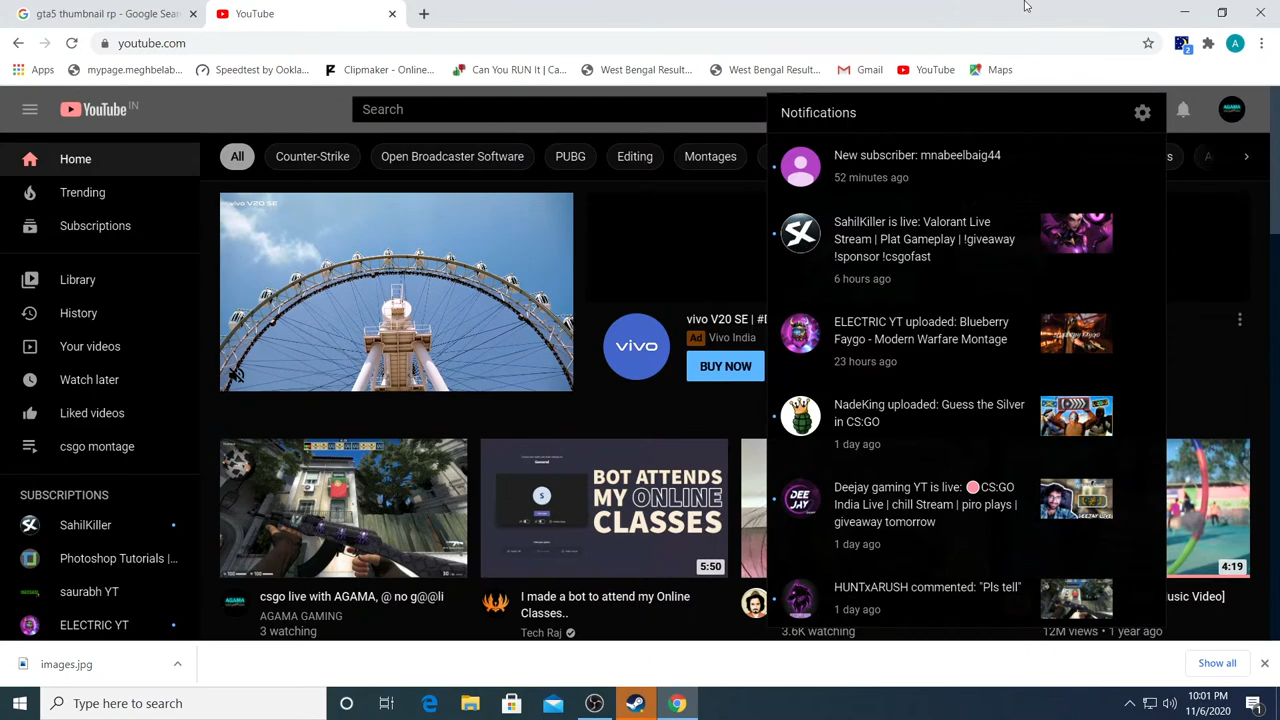 gta5 thumbnail rp - Google Sear
YouTube
youtube.com
2
A
Apps
mypage.meghbelab...
Speedtest by Ookla...
Clipmaker - Online...
Can You RUN It | Ca...
West Bengal Result...
West Bengal Result...
Gmail
YouTube
Maps
YouTube IN
Search
Notifications
AGAMA
Home
All
Counter-Strike
Open Broadcaster Software
PUBG
Editing
Montages
s
A
Trending
Subscriptions
Library
History
Your videos
Watch later
Liked videos
csgo montage
SUBSCRIPTIONS
SahilKiller
Photoshop Tutorials |...
saurabh YT
ELECTRIC YT
vivo V20 SE
vivo
vivo V20 SE | #D
Ad Vivo India
BUY NOW
New subscriber: mnabeelbaig44
52 minutes ago
SahilKiller is live: Valorant Live
Stream | Plat Gameplay | !giveaway
!sponsor !csgofast
6 hours ago
ELECTRIC YT uploaded: Blueberry
Faygo - Modern Warfare Montage
23 hours ago
NadeKing uploaded: Guess the Silver
in CS:GO
1 day ago
DEE
JAY
Deejay gaming YT is live: 🔴CS:GO
India Live | chill Stream | piro plays |
giveaway tomorrow
1 day ago
HUNTxARUSH commented: "Pls tell"
1 day ago
BOT ATTENDS
MY ONLINE
CLASSES
5:50
4:19
AGAMA
csgo live with AGAMA, @ no g@@li
AGAMA GAMING
3 watching
I made a bot to attend my Online
Classes..
Tech Raj
3.6K watching
usic Video]
12M views • 1 year ago
images.jpg
Show all
Type here to search
10:01 PM
11/6/2020
1